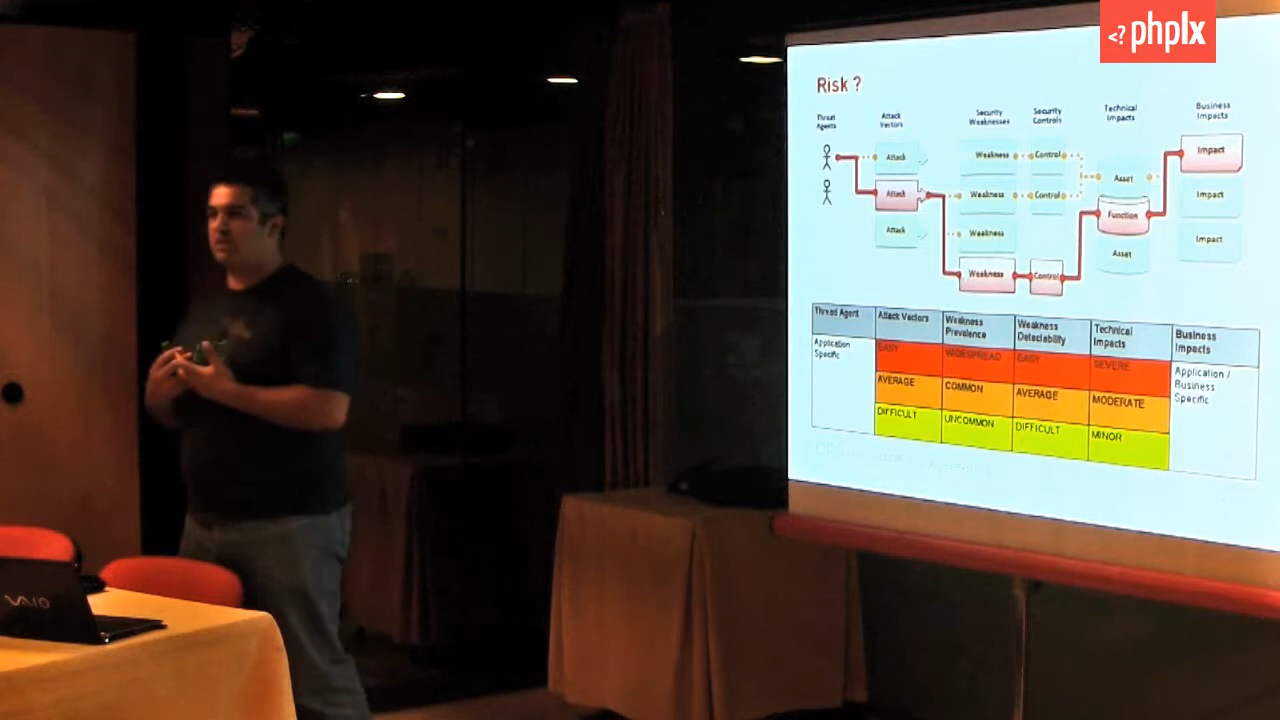 <? phplx
Risk ?
Threat Agents
Attack Vectors
Security Weaknesses
Security Controls
Technical Impacts
Business Impacts
Attack
Weakness
Control
Impact
Attack
Weakness
Control
Asset
Impact
Attack
Weakness
Function
Impact
Weakness
Control
Asset
Thread Agent
Attack Vectors
Weakness Prevalence
Weakness Detectability
Technical Impacts
Business Impacts
Application Specific
EASY
WIDESPREAD
EASY
SEVERE
Application / Business Specific
AVERAGE
COMMON
AVERAGE
MODERATE
DIFFICULT
UNCOMMON
DIFFICULT
MINOR
VAIO